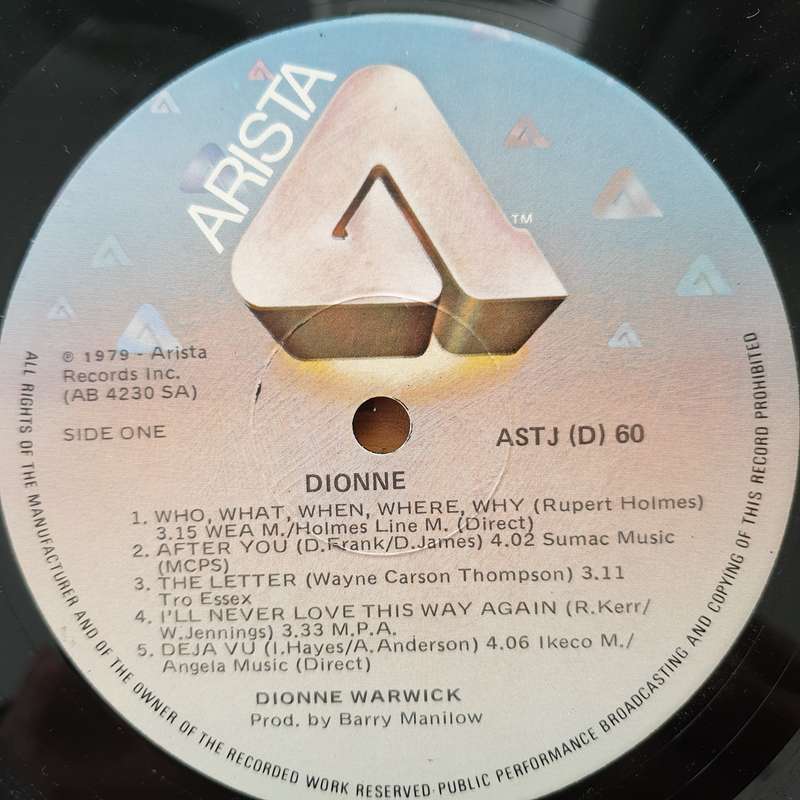 ARISTA
TM
℗ 1979 - Arista
Records Inc.
(AB 4230 SA)
SIDE ONE
ASTJ (D) 60
DIONNE
1. WHO, WHAT, WHEN, WHERE, WHY (Rupert Holmes)
3.15 WEA M./Holmes Line M. (Direct)
2. AFTER YOU (D.Frank/D.James) 4.02 Sumac Music
(MCPS)
3. THE LETTER (Wayne Carson Thompson) 3.11
Tro Essex
4. I'LL NEVER LOVE THIS WAY AGAIN (R.Kerr/
W.Jennings) 3.33 M.P.A.
5. DEJA VU (I.Hayes/A.Anderson) 4.06 Ikeco M./
Angela Music (Direct)
DIONNE WARWICK
Prod. by Barry Manilow
ALL RIGHTS OF THE MANUFACTURER AND OF THE OWNER OF THE RECORDED WORK RESERVED·PUBLIC PERFORMANCE BROADCASTING AND COPYING OF THIS RECORD PROHIBITED